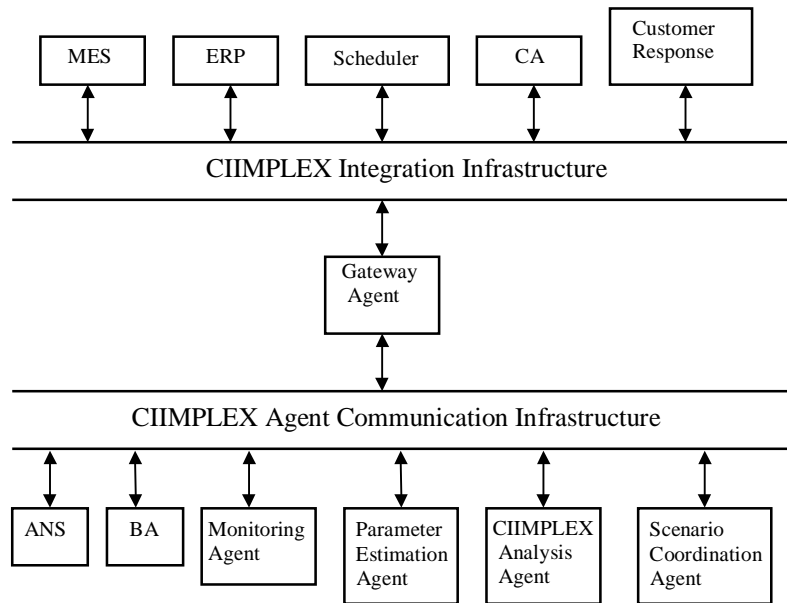 MES
ERP
Scheduler
CA
Customer
Response
CIIMPLEX Integration Infrastructure
Gateway
Agent
CIIMPLEX Agent Communication Infrastructure
ANS
BA
Monitoring
Agent
Parameter
Estimation
Agent
CIIMPLEX
Analysis
Agent
Scenario
Coordination
Agent